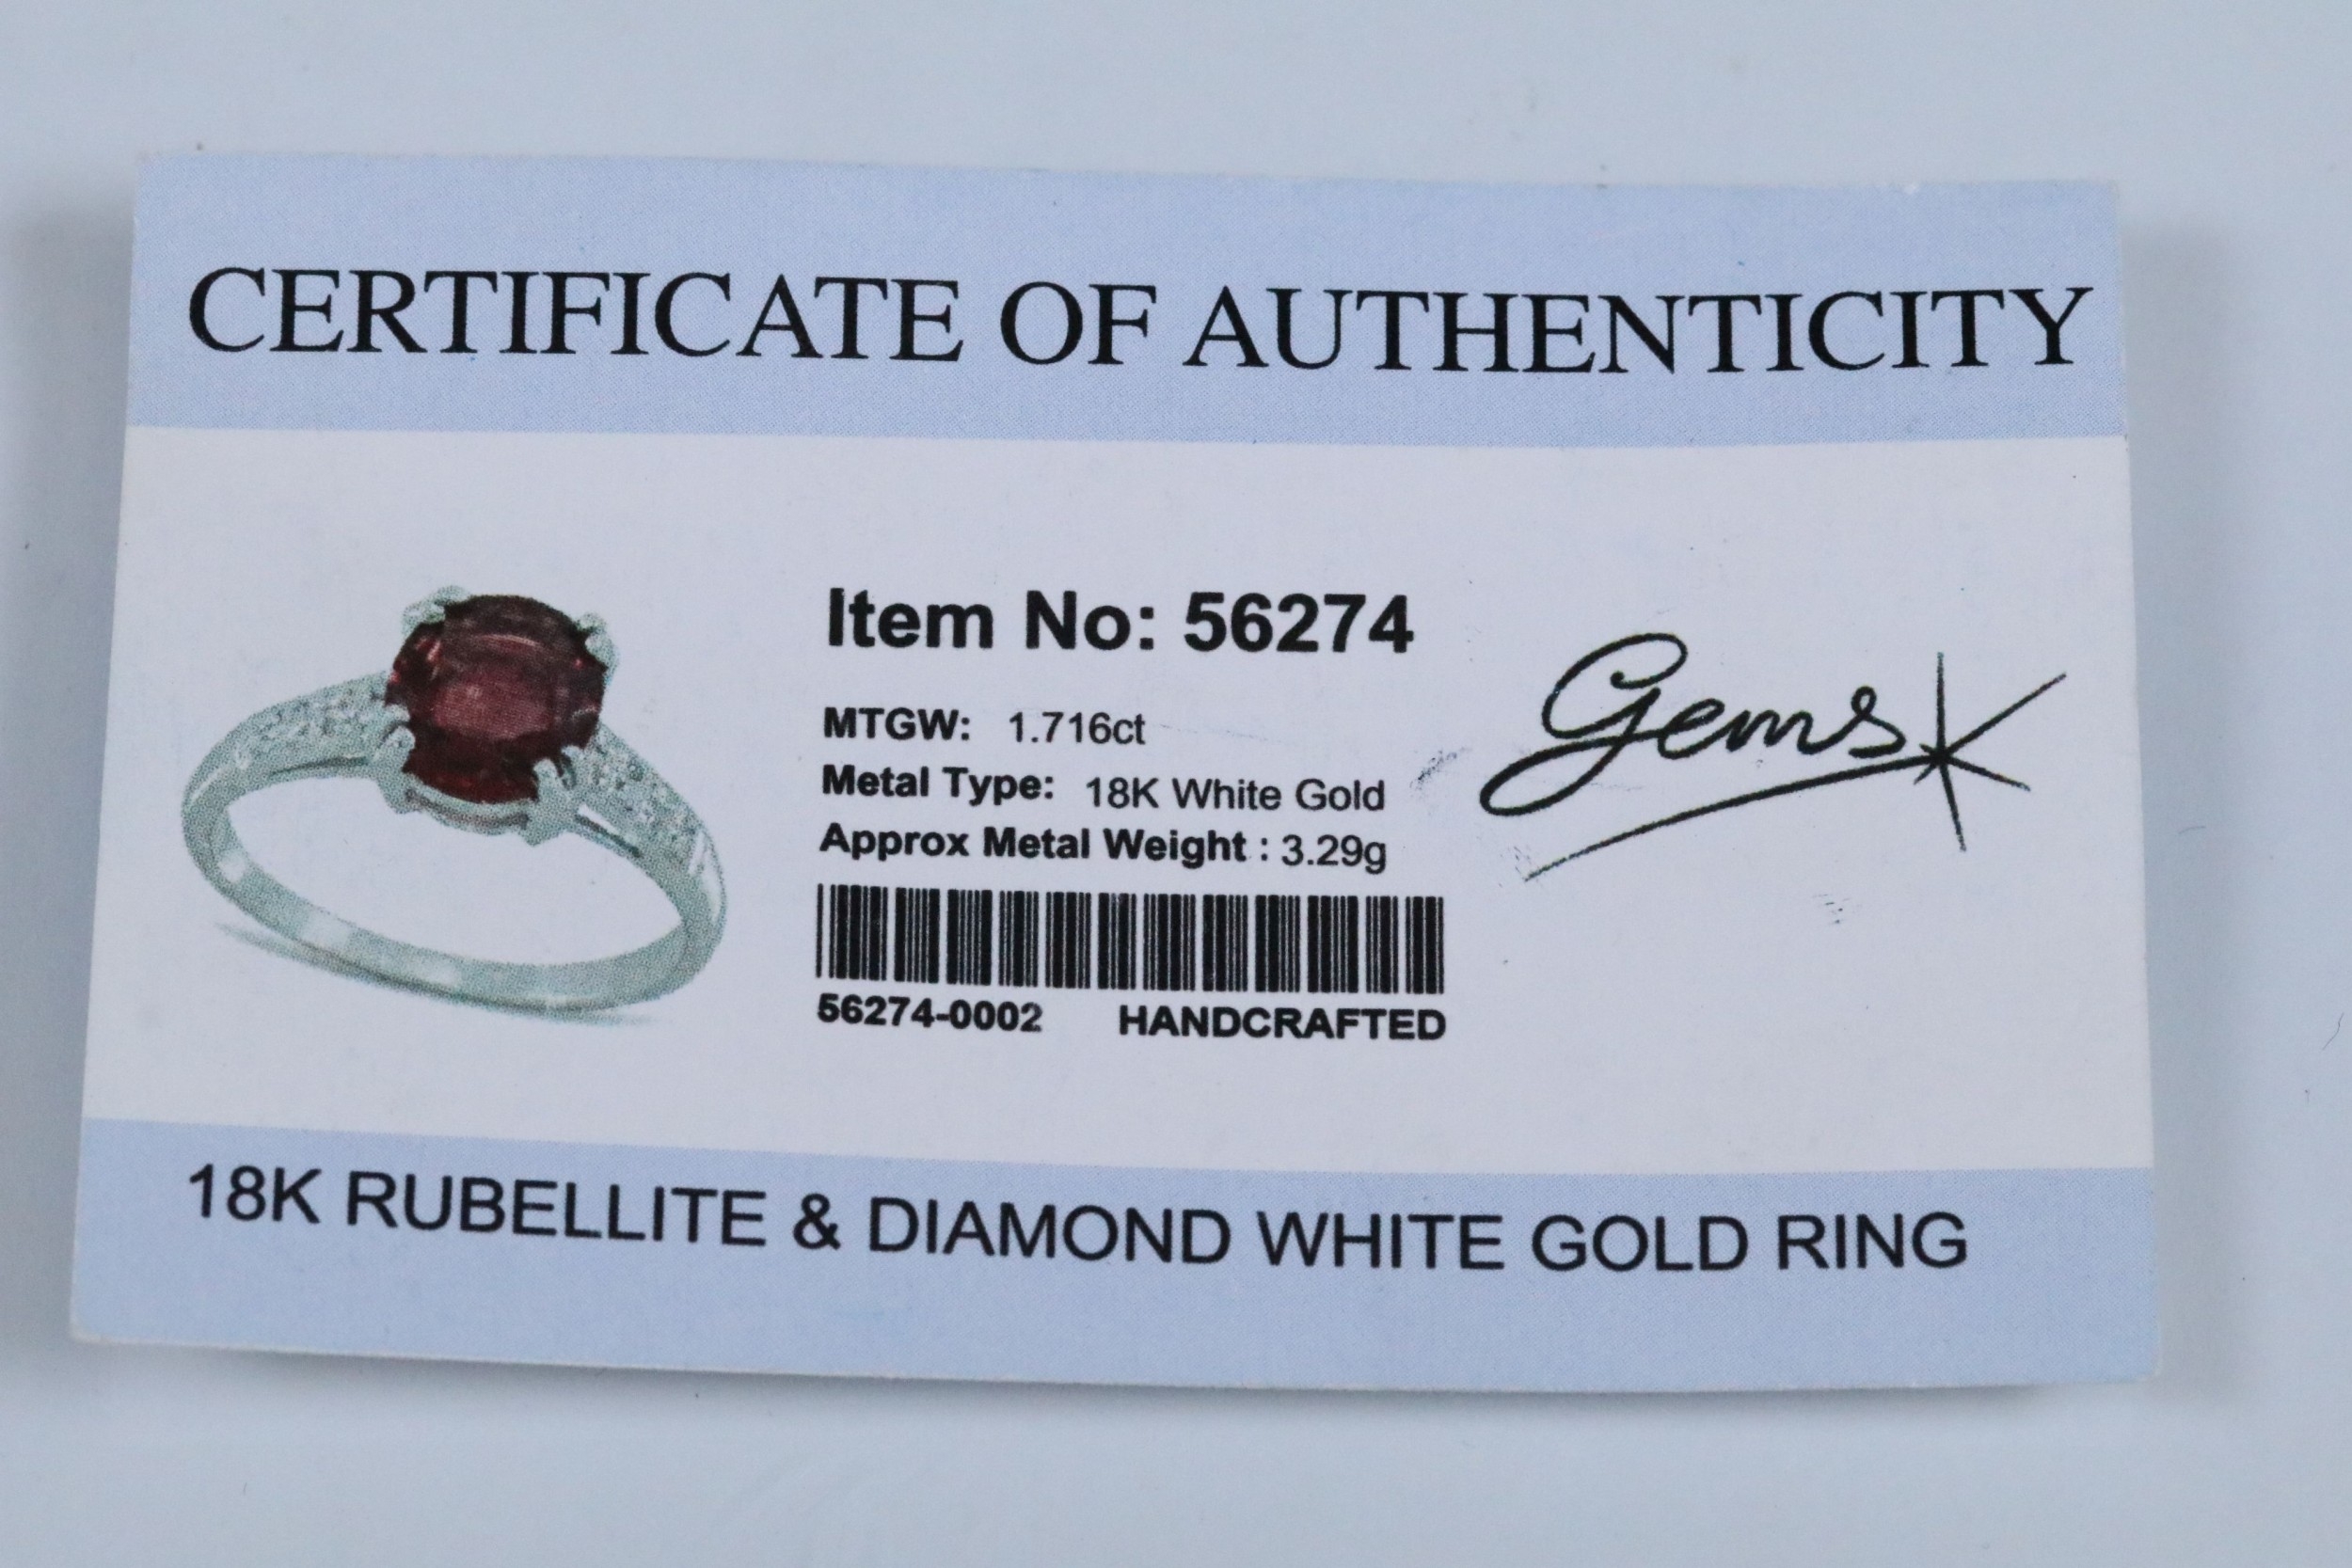 CERTIFICATE OF AUTHENTICITY
Item No: 56274
MTGW: 1.716ct
Metal Type: 18K White Gold
Approx Metal Weight : 3.29g
Gems
56274-0002 HANDCRAFTED
18K RUBELLITE & DIAMOND WHITE GOLD RING